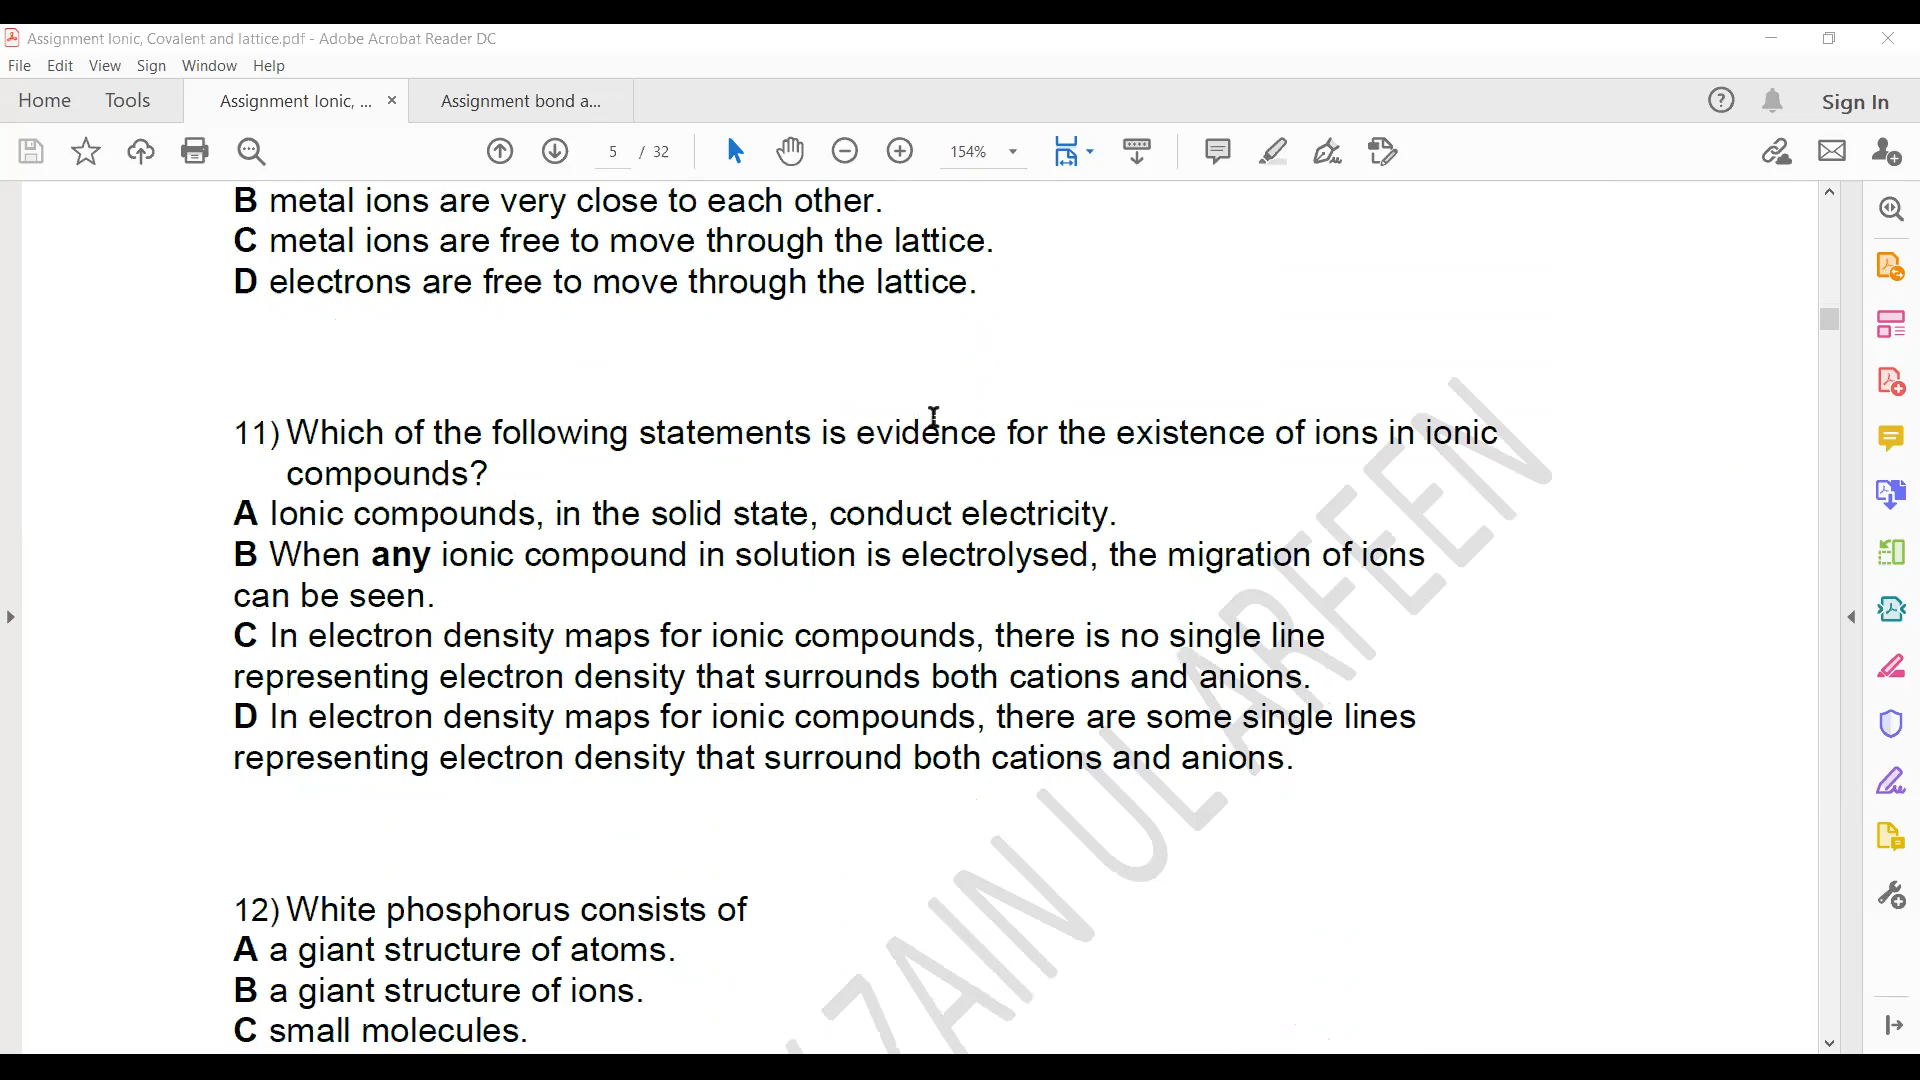 Assignment Ionic, Covalent and lattice.pdf - Adobe Acrobat Reader DC
File Edit View Sign Window Help
Home Tools Assignment Ionic, ... × Assignment bond a... Sign In
5 / 32 154%
B metal ions are very close to each other.
C metal ions are free to move through the lattice.
D electrons are free to move through the lattice.
11) Which of the following statements is evidence for the existence of ions in ionic
compounds?
A Ionic compounds, in the solid state, conduct electricity.
B When any ionic compound in solution is electrolysed, the migration of ions
can be seen.
C In electron density maps for ionic compounds, there is no single line
representing electron density that surrounds both cations and anions.
D In electron density maps for ionic compounds, there are some single lines
representing electron density that surround both cations and anions.
12) White phosphorus consists of
A a giant structure of atoms.
B a giant structure of ions.
C small molecules.
ZAIN UL ARFEEN